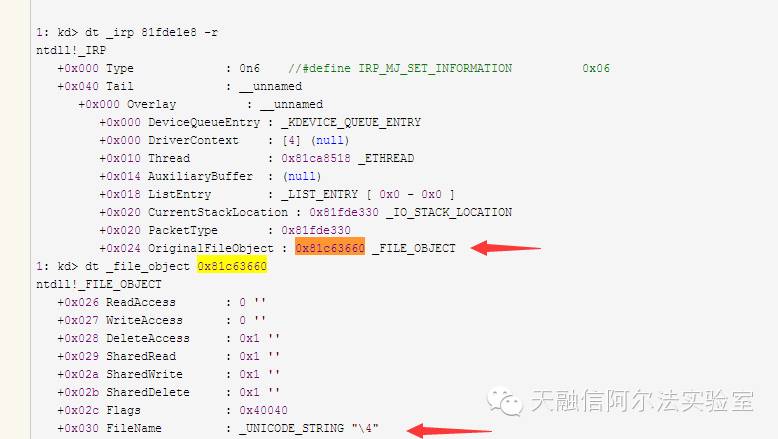 1: kd> dt _irp 81fde1e8 -r
ntdll!_IRP
+0x000 Type : 0n6 //#define IRP_MJ_SET_INFORMATION 0x06
+0x040 Tail : __unnamed
+0x000 Overlay : __unnamed
+0x000 DeviceQueueEntry : _KDEVICE_QUEUE_ENTRY
+0x000 DriverContext : [4] (null)
+0x010 Thread : 0x81ca8518 _ETHREAD
+0x014 AuxiliaryBuffer : (null)
+0x018 ListEntry : _LIST_ENTRY [ 0x0 - 0x0 ]
+0x020 CurrentStackLocation : 0x81fde330 _IO_STACK_LOCATION
+0x020 PacketType : 0x81fde330
+0x024 OriginalFileObject : 0x81c63660 _FILE_OBJECT
1: kd> dt _file_object 0x81c63660
ntdll!_FILE_OBJECT
+0x026 ReadAccess : 0 ''
+0x027 WriteAccess : 0 ''
+0x028 DeleteAccess : 0x1 ''
+0x029 SharedRead : 0x1 ''
+0x02a SharedWrite : 0x1 ''
+0x02b SharedDelete : 0x1 ''
+0x02c Flags : 0x40040
+0x030 FileName : _UNICODE_STRING "\4"
天融信阿尔法实验室